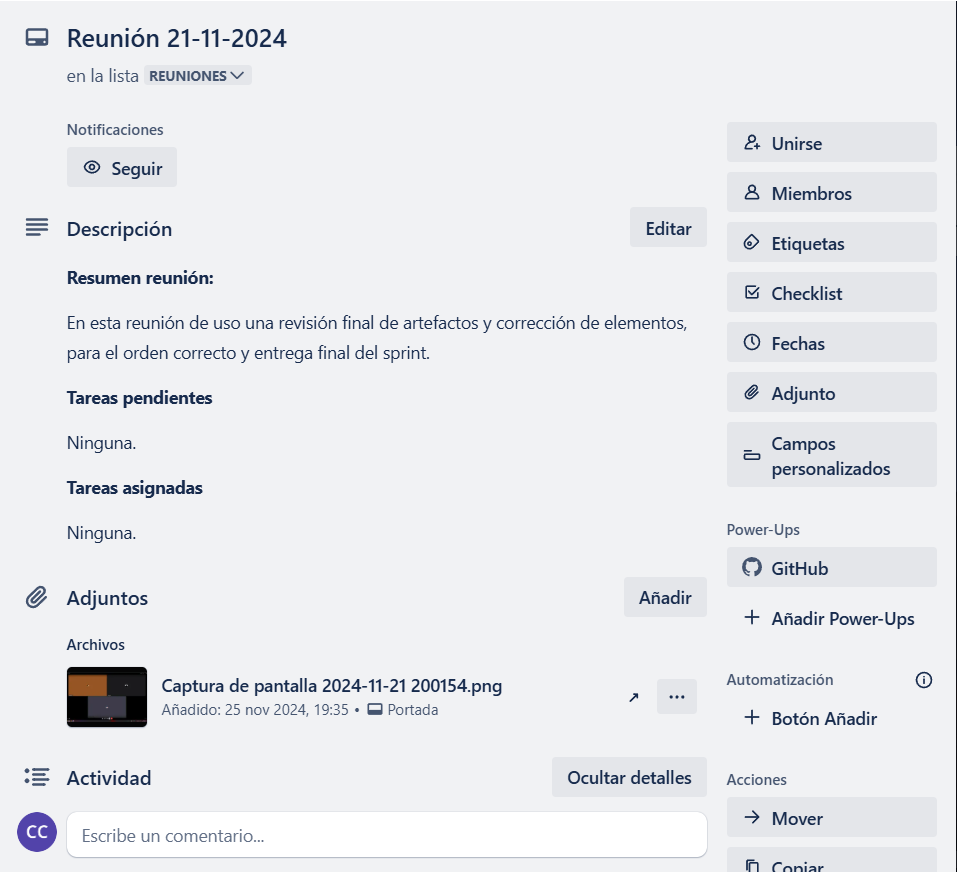 Reunión 21-11-2024
en la lista REUNIONES
Notificaciones
Seguir
Descripción
Editar
Resumen reunión:
En esta reunión de uso una revisión final de artefactos y corrección de elementos,
para el orden correcto y entrega final del sprint.
Tareas pendientes
Ninguna.
Tareas asignadas
Ninguna.
Adjuntos
Añadir
Archivos
Captura de pantalla 2024-11-21 200154.png
Añadido: 25 nov 2024, 19:35 • Portada
Actividad
Ocultar detalles
CC
Escribe un comentario...
Unirse
Miembros
Etiquetas
Checklist
Fechas
Adjunto
Campos
personalizados
Power-Ups
GitHub
Añadir Power-Ups
Automatización
Botón Añadir
Acciones
Mover
Copiar